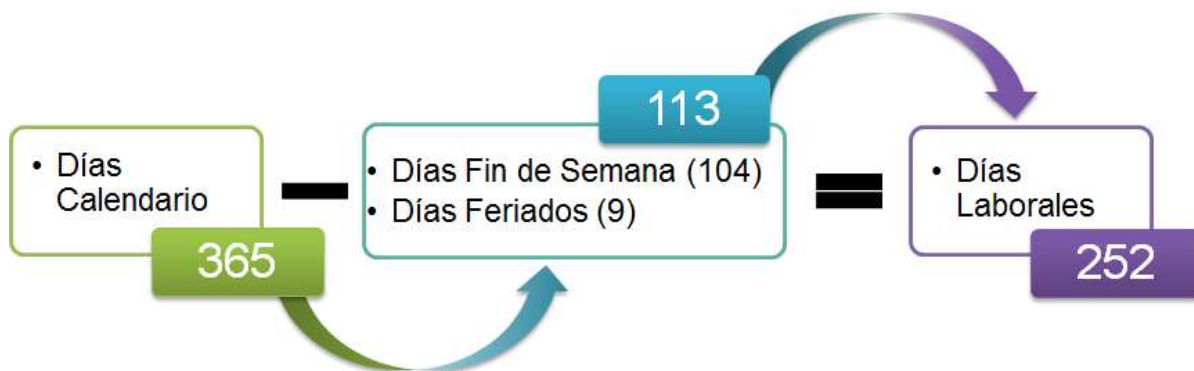 • Días
Calendario
365
113
• Días Fin de Semana (104)
• Días Feriados (9)
• Días
Laborales
252